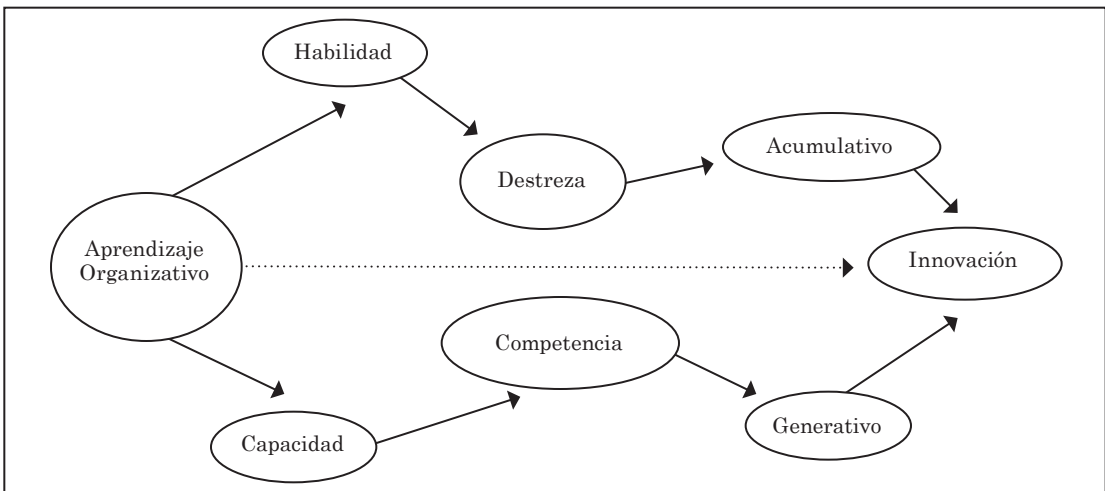 Habilidad
Destreza
Acumulativo
Aprendizaje
Organizativo
Innovación
Competencia
Capacidad
Generativo